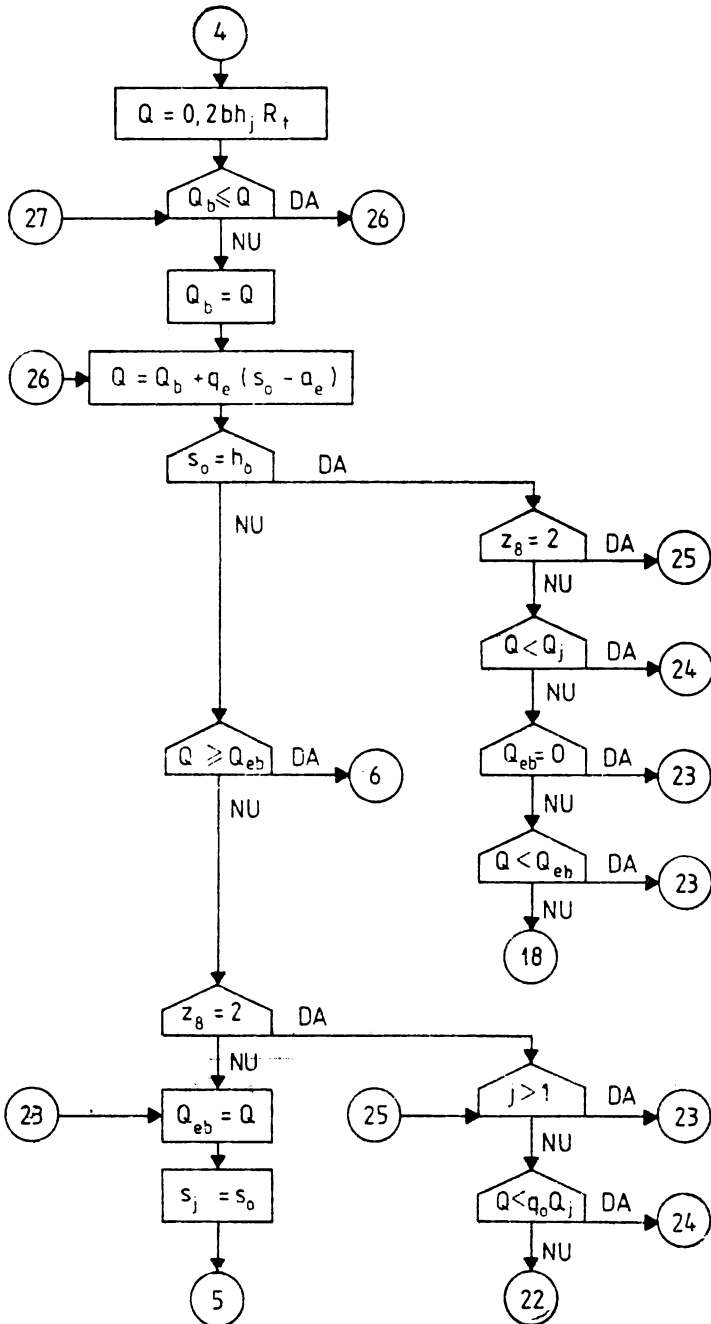 4
Q = 0,2bh_j R_t
Q_b ⩽ Q DA
27
26
NU
Q_b = Q
26
Q = Q_b + q_e (s_o - a_e)
s_o = h_o DA
NU
z_8 = 2 DA
25
NU
Q < Q_j DA
24
NU
Q ⩾ Q_eb DA
6
Q_eb = 0 DA
23
NU
NU
Q < Q_eb DA
23
NU
18
z_8 = 2 DA
NU
23
Q_eb = Q
25
j > 1 DA
23
NU
s_j = s_o
Q < q_o Q_j DA
24
NU
5
22